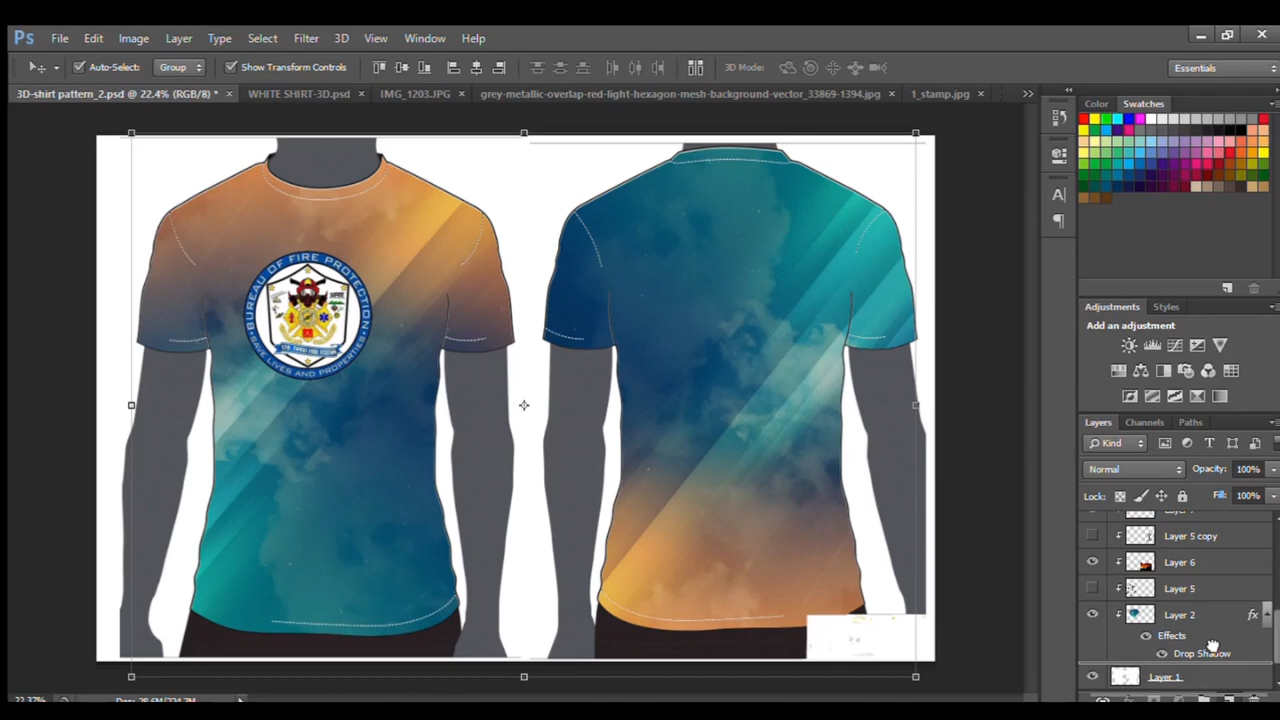 Ps File Edit Image Layer Type Select Filter 3D View Window Help
Auto-Select: Group Show Transform Controls 3D Mode: Essentials
3D-shirt pattern_2.psd @ 22.4% (RGB/8) * × WHITE SHIRT-3D.psd × IMG_1203.JPG × grey-metallic-overlap-red-light-hexagon-mesh-background-vector_33869-1394.jpg × 1_stamp.jpg ×
Color Swatches
BUREAU OF FIRE PROTECTION
SAVE LIVES AND PROPERTIES
Adjustments Styles
Add an adjustment
Layers Channels Paths
Kind
Normal Opacity: 100%
Lock: Fill: 100%
Layer 5 copy
Layer 6
Layer 5
Layer 2 fx
Effects
Drop Shadow
Layer 1